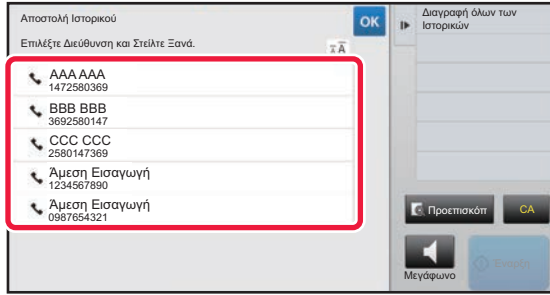 Αποστολή Ιστορικού
OK
Επιλέξτε Διεύθυνση και Στείλτε Ξανά.
A A
AAA AAA
1472580369
BBB BBB
3692580147
CCC CCC
2580147369
Άμεση Εισαγωγή
1234567890
Άμεση Εισαγωγή
0987654321
Διαγραφή όλων των
Ιστορικών
Προεπισκόπ
CA
Μεγάφωνο
Έναρξη